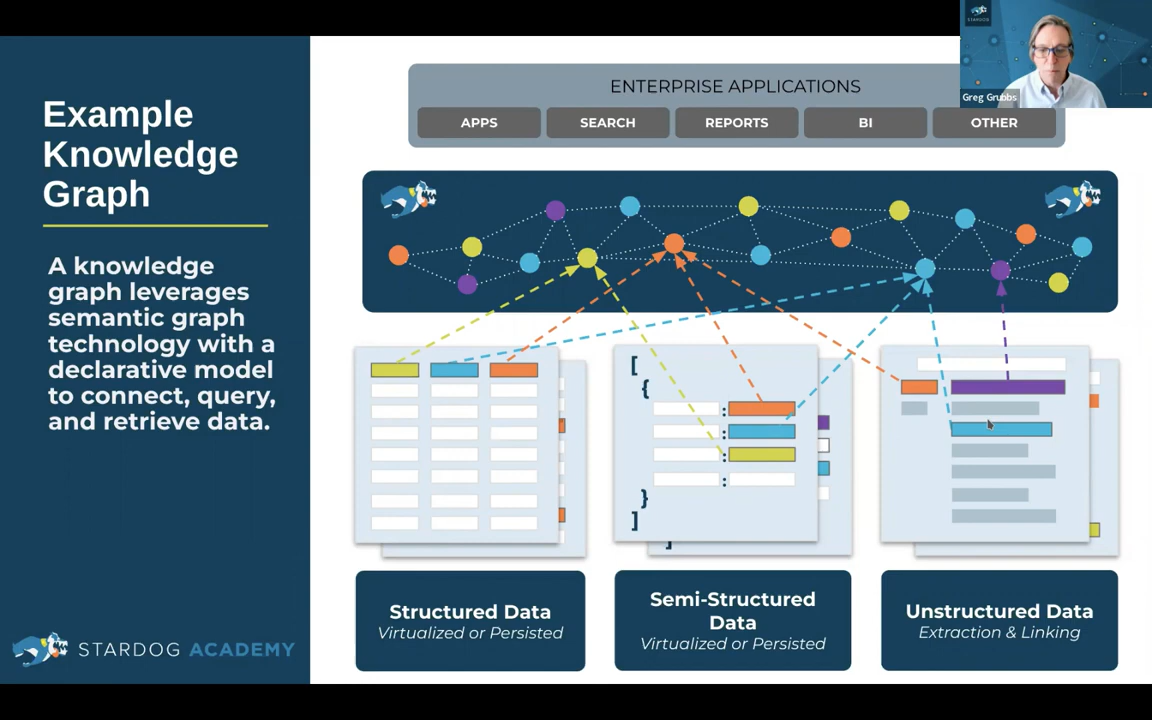 Example
Knowledge
Graph
A knowledge
graph leverages
semantic graph
technology with a
declarative model
to connect, query,
and retrieve data.
STARDOG ACADEMY
ENTERPRISE APPLICATIONS
APPS
SEARCH
REPORTS
BI
OTHER
STARDOG
Greg Grubbs
[
{
:
:
:
:
}
]
]
Structured Data
Virtualized or Persisted
Semi-Structured
Data
Virtualized or Persisted
Unstructured Data
Extraction & Linking